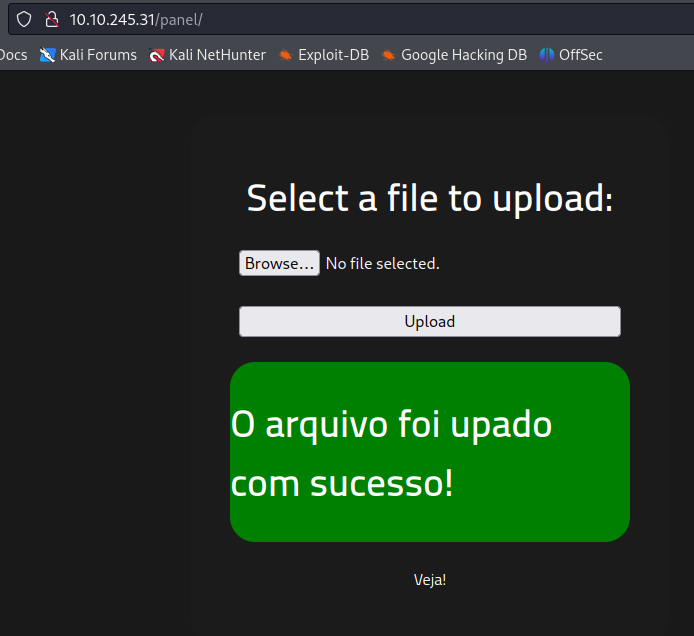 10.10.245.31/panel/
Docs Kali Forums Kali NetHunter Exploit-DB Google Hacking DB OffSec
Select a file to upload:
Browse... No file selected.
Upload
O arquivo foi upado
com sucesso!
Veja!